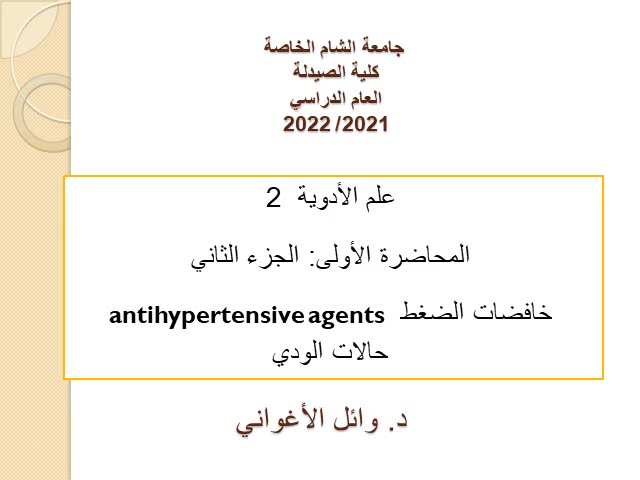 جامعة الشام الخاصة
كلية الصيدلة
العام الدراسي
2021/ 2022
علم الأدوية 2
المحاضرة الأولى: الجزء الثاني
خافضات الضغط antihypertensive agents
حالات الودي
د. وائل الأغواني